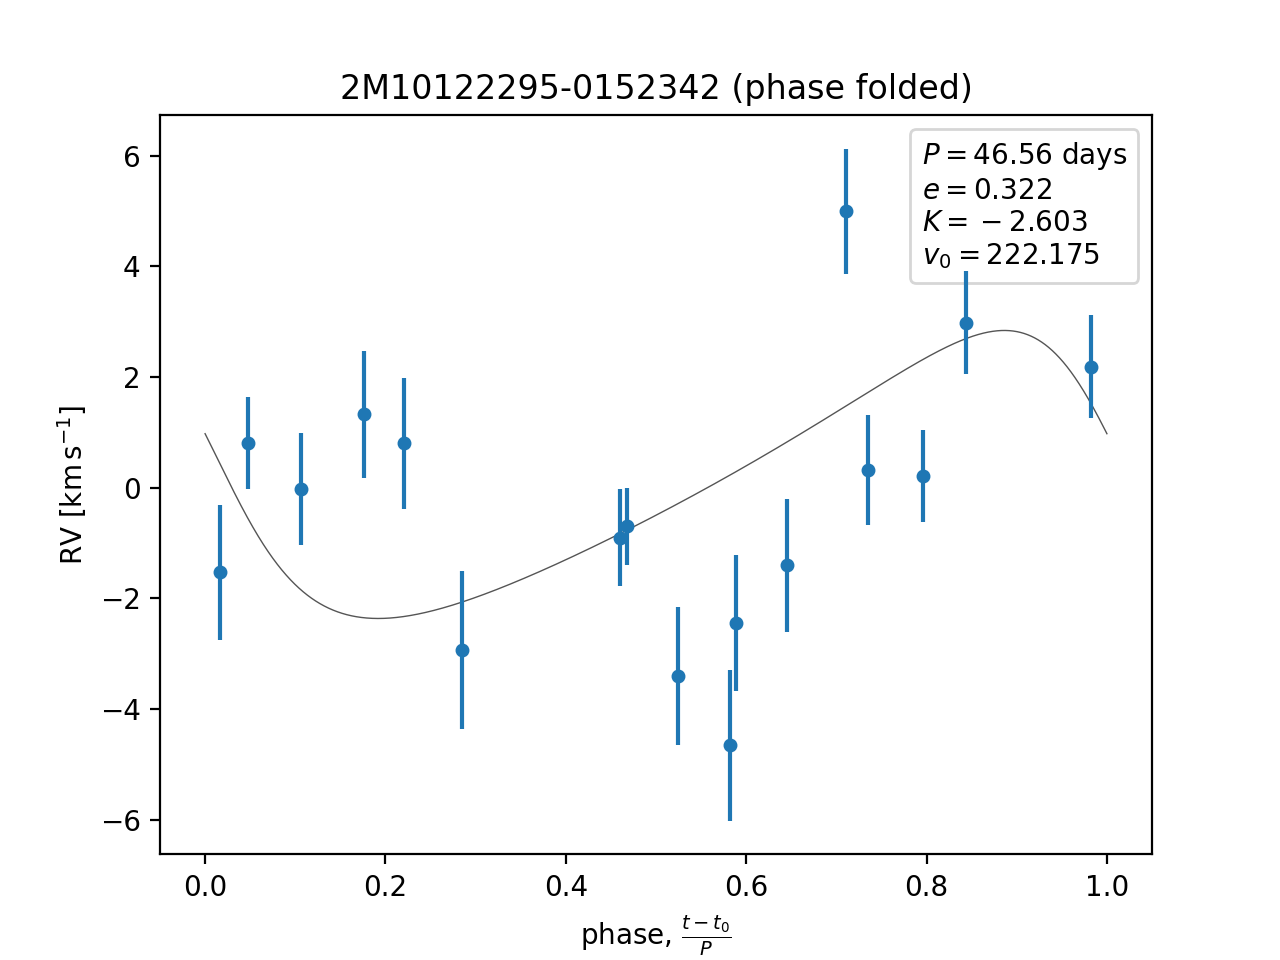 2M10122295-0152342 (phase folded)
P = 46.56 days
e = 0.322
K = −2.603
v₀ = 222.175
RV [km s⁻¹]
6
4
2
0
−2
−4
−6
0.0 0.2 0.4 0.6 0.8 1.0
phase, (t − t₀)/P